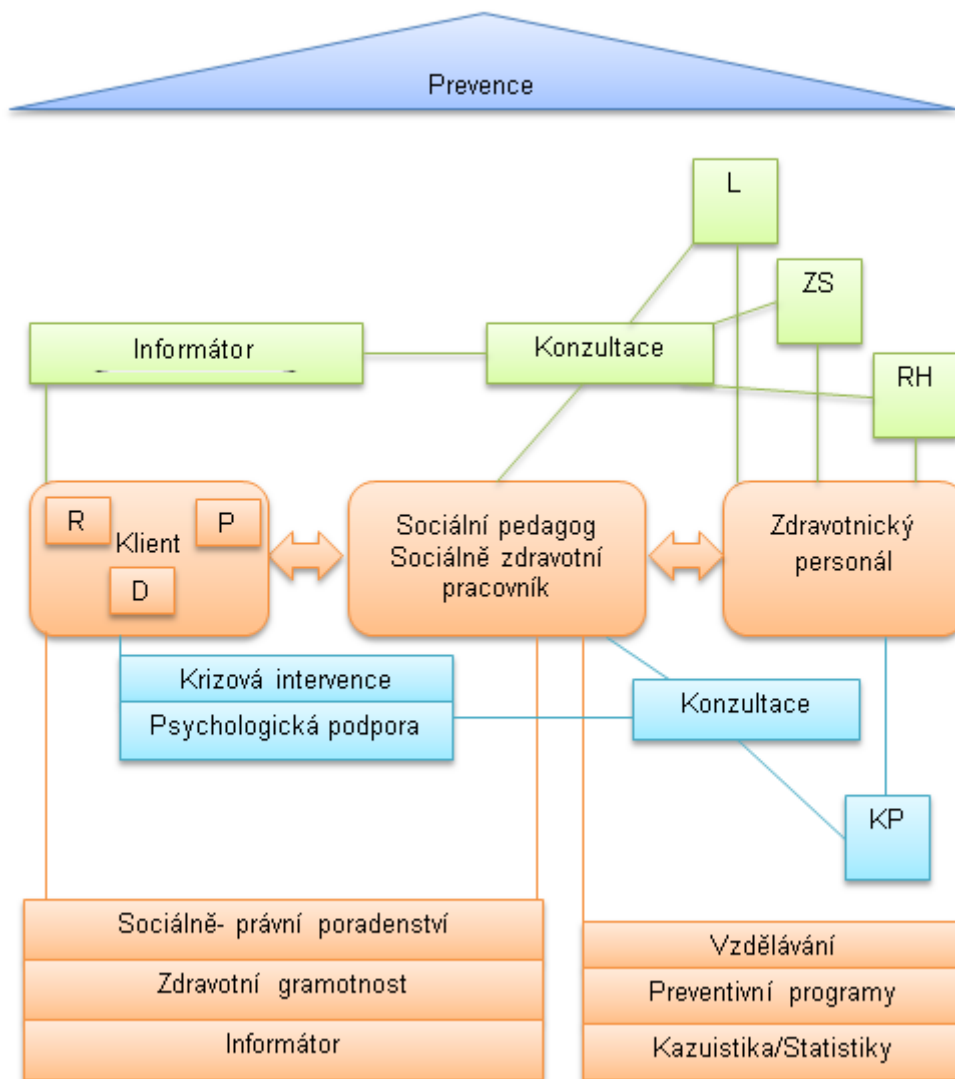 Prevence
L
ZS
Informátor
Konzultace
RH
R
P
Klient
D
Sociální pedagog
Sociálně zdravotní
pracovník
Zdravotnický
personál
Krizová intervence
Psychologická podpora
Konzultace
KP
Sociálně- právní poradenství
Zdravotní gramotnost
Informátor
Vzdělávání
Preventivní programy
Kazuistika/Statistiky